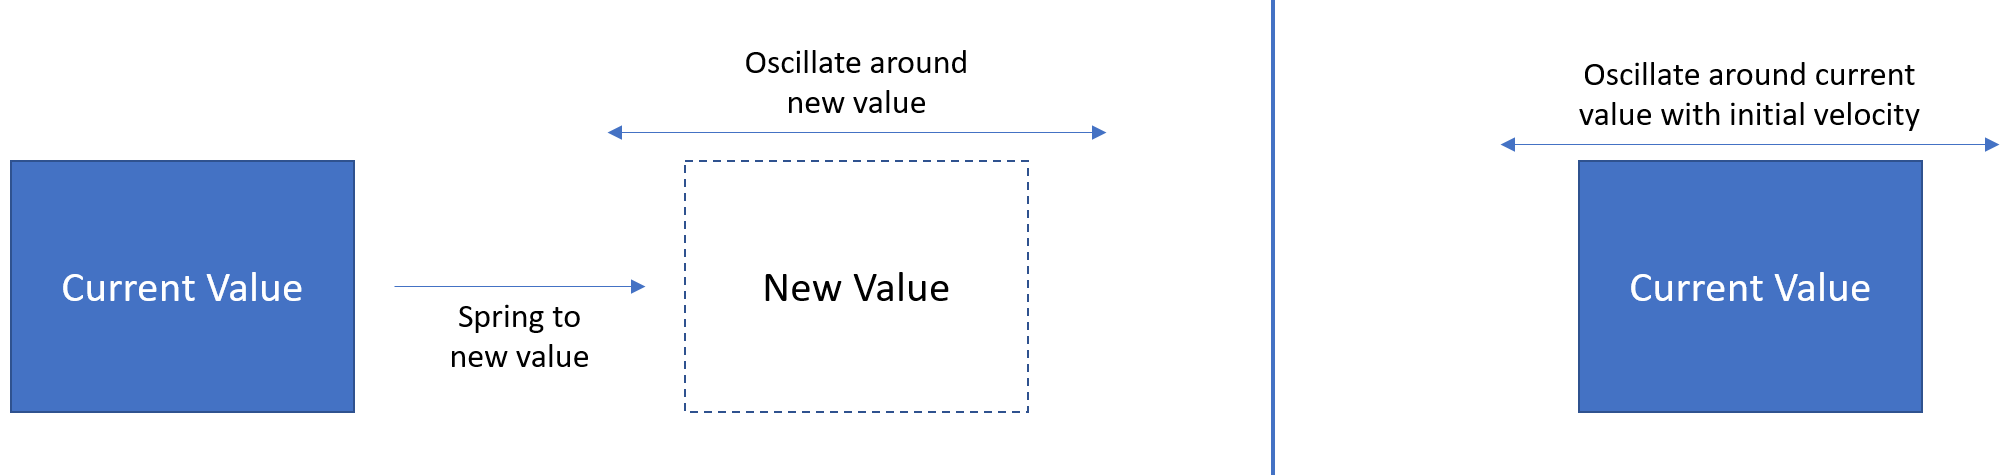 Oscillate around
new value
Current Value
Spring to
new value
New Value
Oscillate around current
value with initial velocity
Current Value